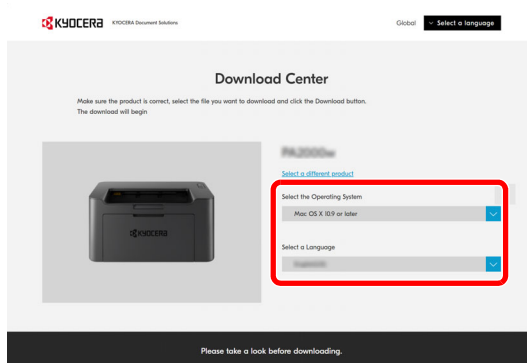 KYOCERA KYOCERA Document Solutions
Global Select a language
Download Center
Make sure the product is correct, select the file you want to download and click the Download button.
The download will begin
Select a different product
Select the Operating System
Mac OS X 10.9 or later
Select a Language
KYOCERA
Please take a look before downloading.